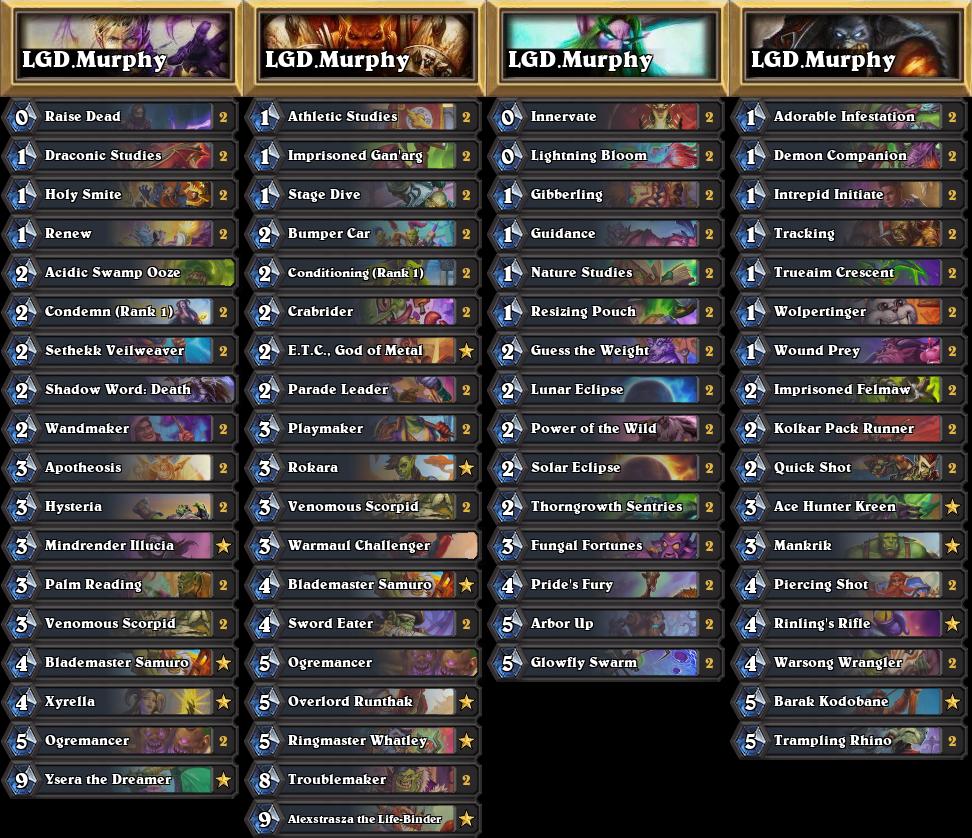 LGD.Murphy
0 Raise Dead 2
1 Draconic Studies 2
1 Holy Smite 2
1 Renew 2
2 Acidic Swamp Ooze
2 Condemn (Rank 1) 2
2 Sethekk Veilweaver 2
2 Shadow Word: Death
2 Wandmaker 2
3 Apotheosis 2
3 Hysteria 2
3 Mindrender Illucia
3 Palm Reading 2
3 Venomous Scorpid 2
4 Blademaster Samuro
4 Xyrella
5 Ogremancer 2
9 Ysera the Dreamer
LGD.Murphy
1 Athletic Studies 2
1 Imprisoned Gan'arg 2
1 Stage Dive 2
2 Bumper Car 2
2 Conditioning (Rank 1) 2
2 Crabrider 2
2 E.T.C., God of Metal
2 Parade Leader 2
3 Playmaker 2
3 Rokara
3 Venomous Scorpid 2
3 Warmaul Challenger
4 Blademaster Samuro
4 Sword Eater 2
5 Ogremancer
5 Overlord Runthak
5 Ringmaster Whatley
8 Troublemaker 2
9 Alexstrasza the Life-Binder
LGD.Murphy
0 Innervate 2
0 Lightning Bloom 2
1 Gibberling 2
1 Guidance 2
1 Nature Studies 2
1 Resizing Pouch 2
2 Guess the Weight 2
2 Lunar Eclipse 2
2 Power of the Wild 2
2 Solar Eclipse 2
2 Thorngrowth Sentries 2
3 Fungal Fortunes 2
4 Pride's Fury 2
5 Arbor Up 2
5 Glowfly Swarm 2
LGD.Murphy
1 Adorable Infestation 2
1 Demon Companion 2
1 Intrepid Initiate 2
1 Tracking 2
1 Trueaim Crescent 2
1 Wolpertinger 2
1 Wound Prey 2
2 Imprisoned Felmaw 2
2 Kolkar Pack Runner 2
2 Quick Shot 2
3 Ace Hunter Kreen
3 Mankrik
4 Piercing Shot 2
4 Rinling's Rifle
4 Warsong Wrangler 2
5 Barak Kodobane
5 Trampling Rhino 2